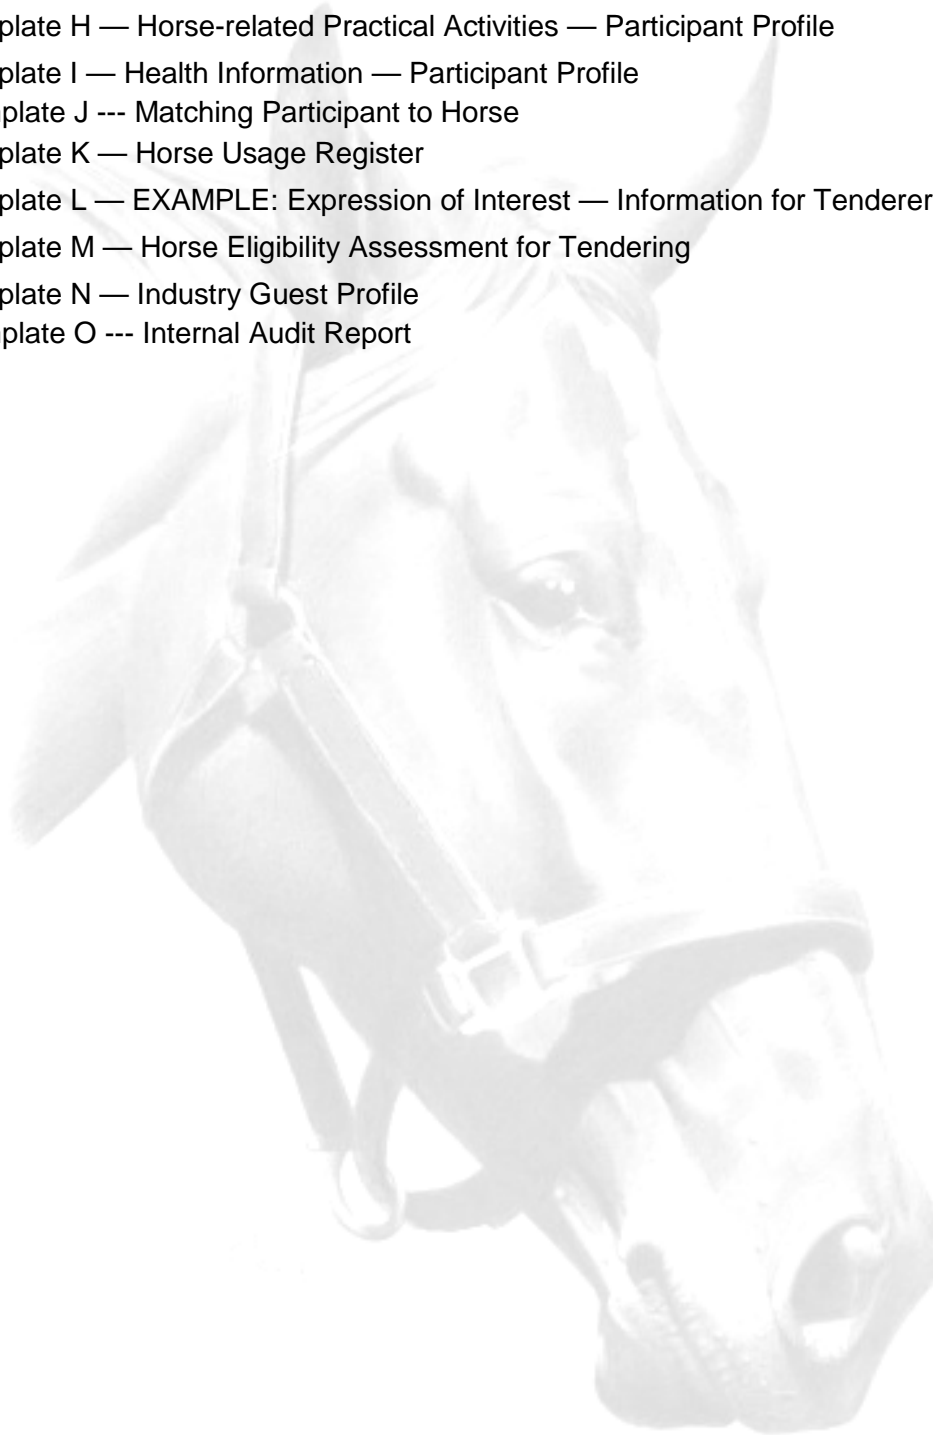 plate H — Horse-related Practical Activities — Participant Profile
plate I — Health Information — Participant Profile
plate J --- Matching Participant to Horse
plate K — Horse Usage Register
plate L — EXAMPLE: Expression of Interest — Information for Tenderer
plate M — Horse Eligibility Assessment for Tendering
plate N — Industry Guest Profile
plate O --- Internal Audit Report